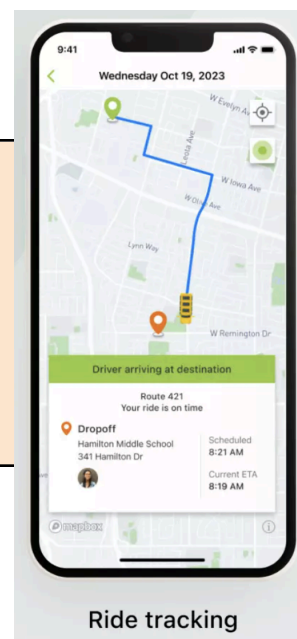 9:41
Wednesday Oct 19, 2023
W Evelyn Av
Leola Ave
W Iowa Ave
W Olive Ave
Lynn Way
W Remington Dr
Driver arriving at destination
Route 421
Your ride is on time
Dropoff
Hamilton Middle School
341 Hamilton Dr
Scheduled
8:21 AM
Current ETA
8:19 AM
mapbox
Ride tracking